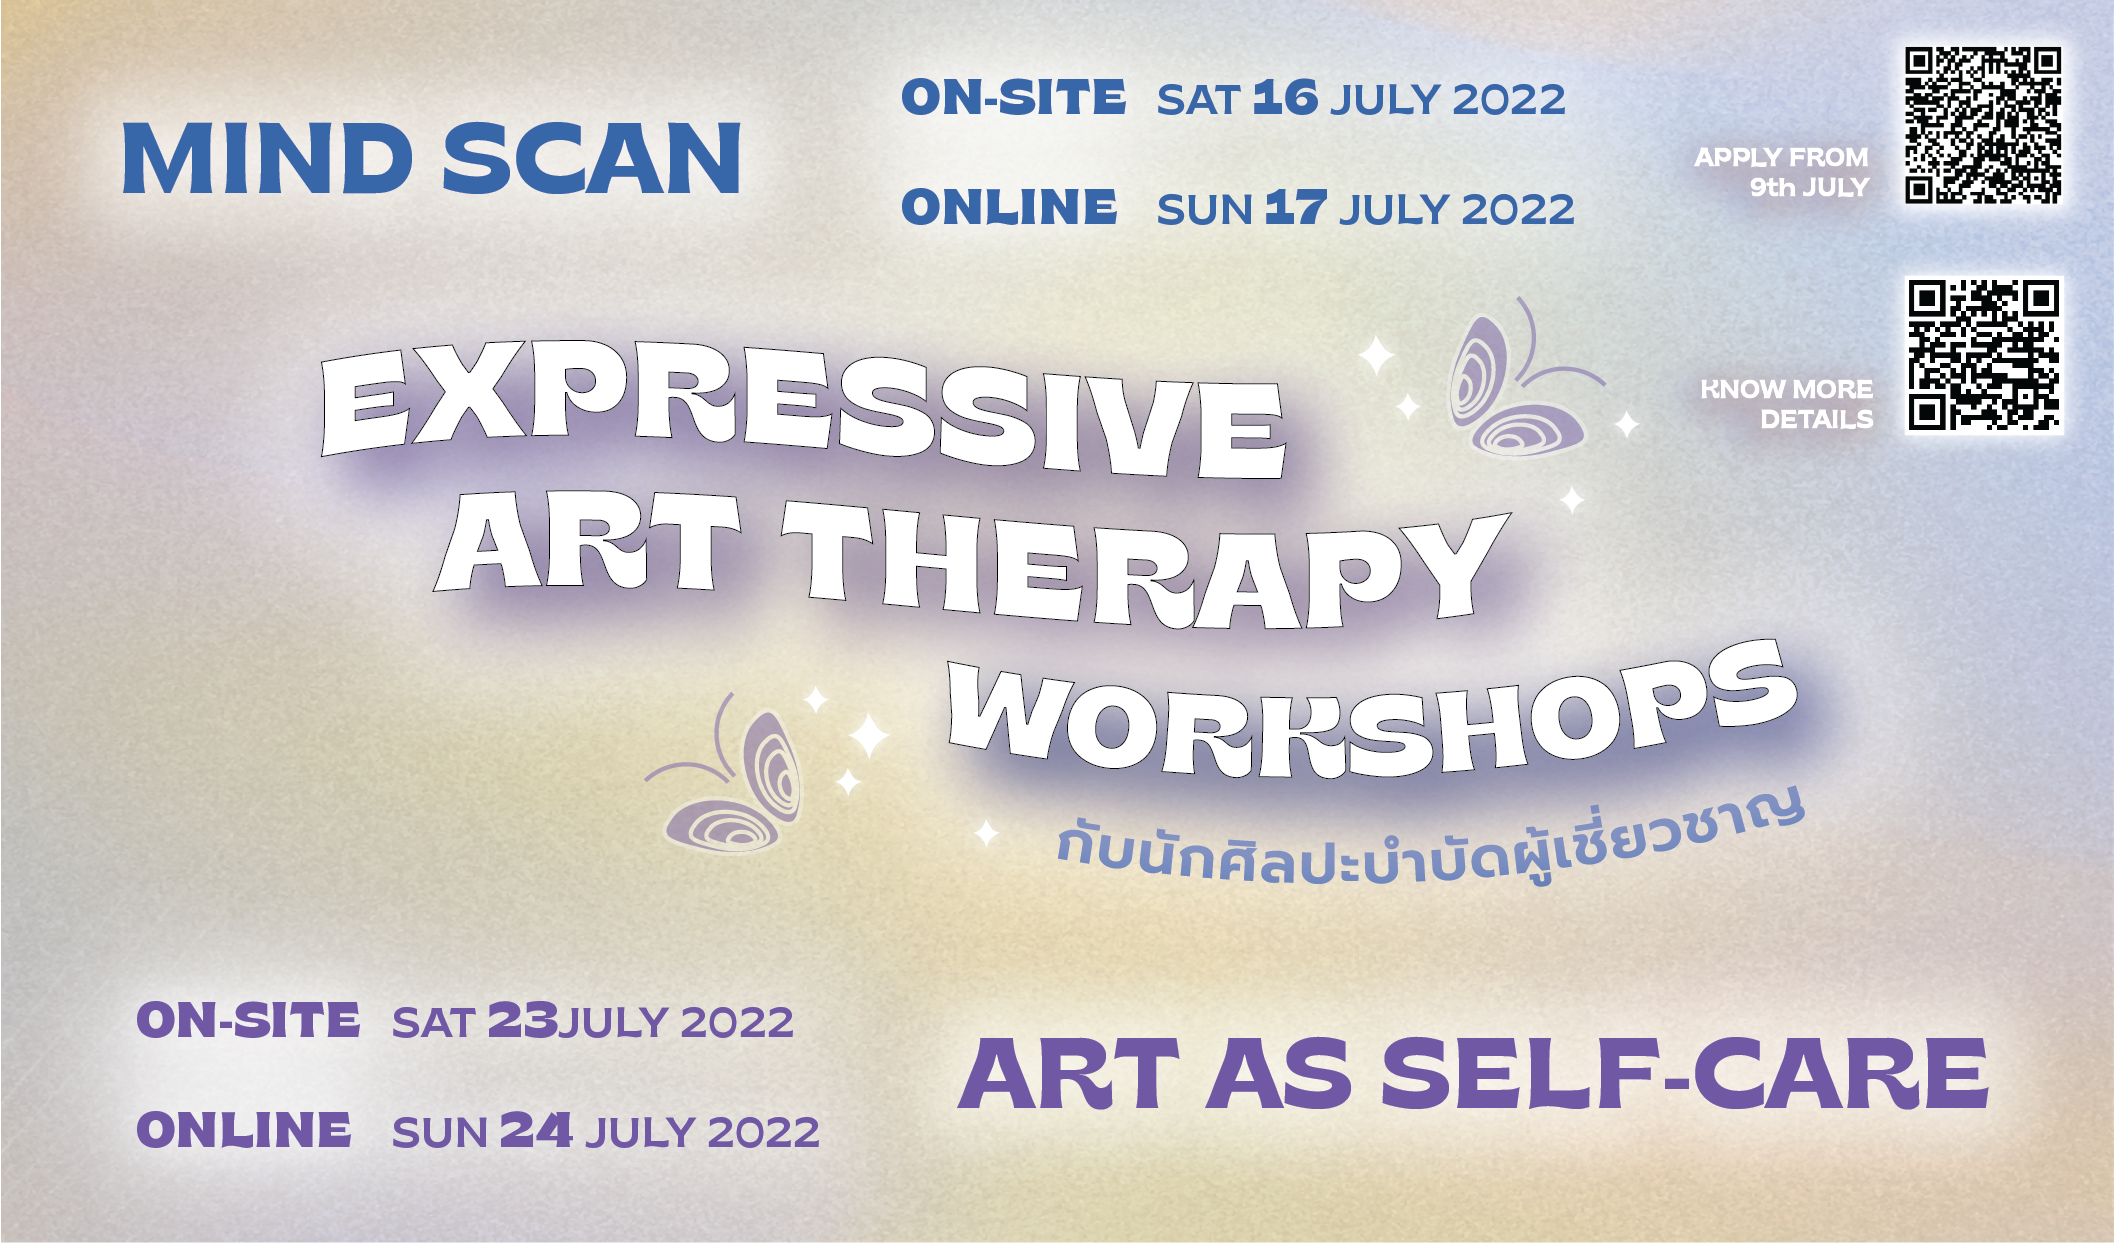 MIND SCAN
ON-SITE SAT 16 JULY 2022
ONLINE SUN 17 JULY 2022
APPLY FROM
9th JULY
KNOW MORE
DETAILS
EXPRESSIVE
ART THERAPY
WORKSHOPS
กับนักศิลปะบำบัดผู้เชี่ยวชาญ
ON-SITE SAT 23JULY 2022
ONLINE SUN 24 JULY 2022
ART AS SELF-CARE